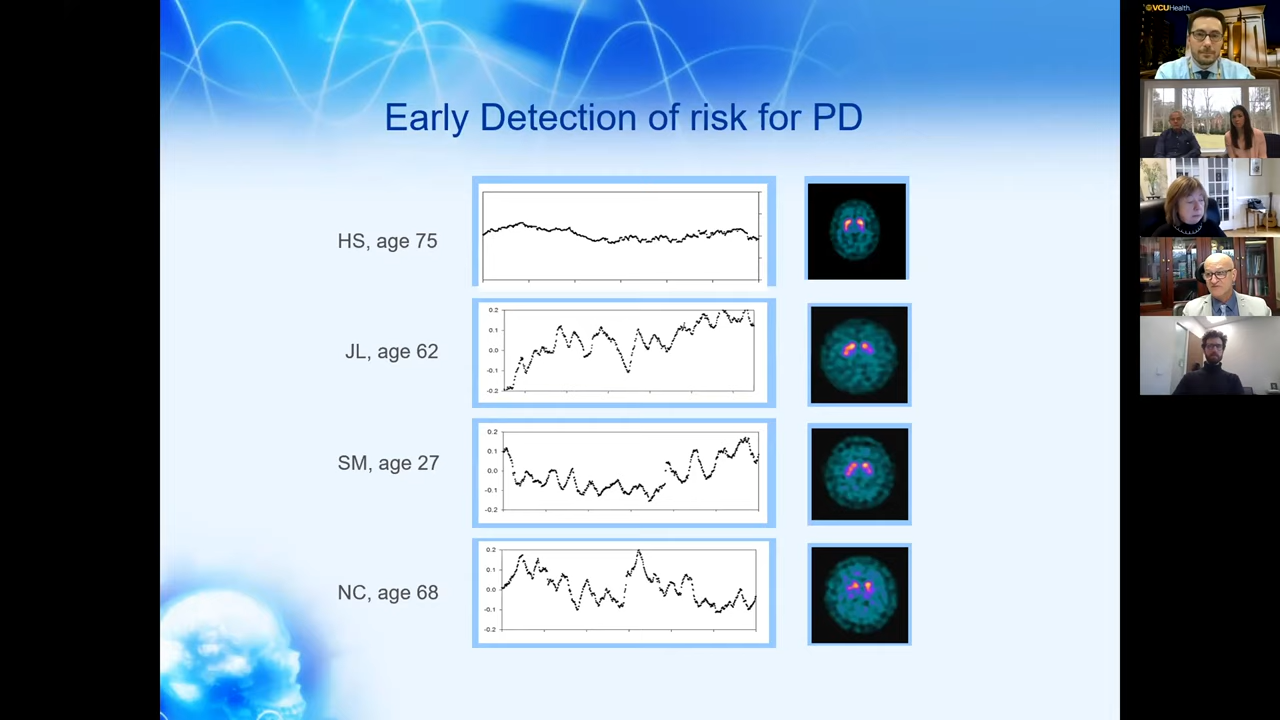 VCUHealth.
Early Detection of risk for PD
HS, age 75
JL, age 62
0.2
0.1
0.0
-0.1
-0.2
SM, age 27
0.2
0.1
0.0
-0.1
-0.2
NC, age 68
0.2
0.1
0.0
-0.1
-0.2